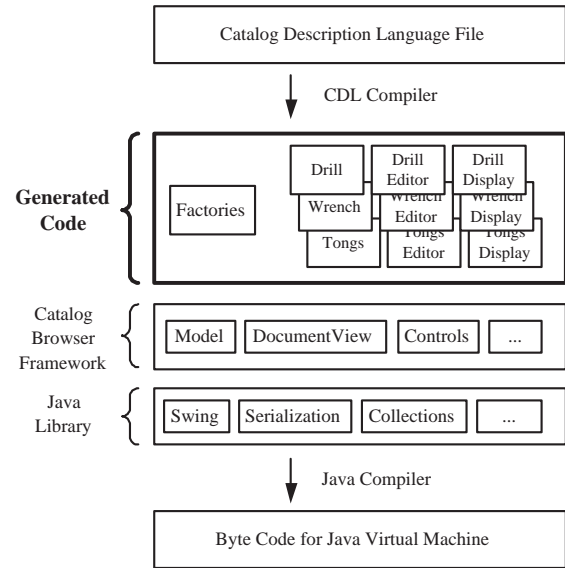 Catalog Description Language File
CDL Compiler
Generated
Code
Factories
Drill
Drill
Editor
Drill
Display
Wrench
Wrench
Editor
Wrench
Display
Tongs
Tongs
Editor
Tongs
Display
Catalog
Browser
Framework
Model
DocumentView
Controls
...
Java
Library
Swing
Serialization
Collections
...
Java Compiler
Byte Code for Java Virtual Machine